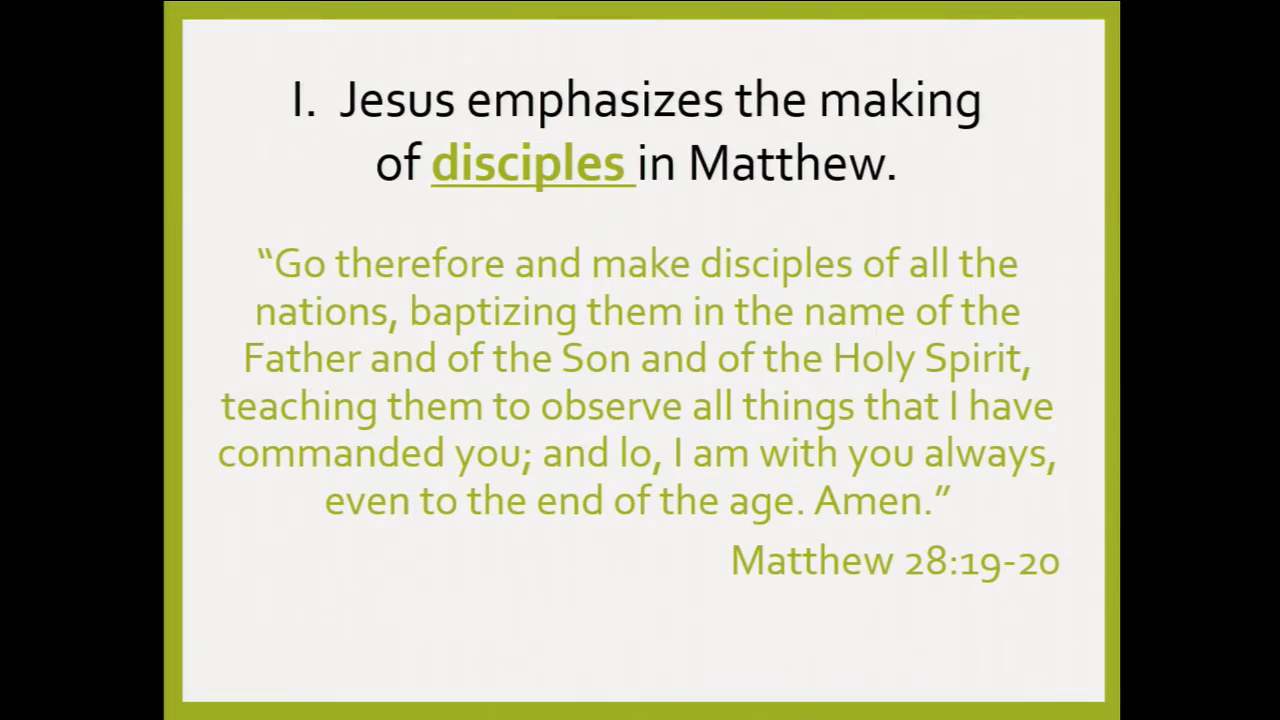 I. Jesus emphasizes the making
of disciples in Matthew.
“Go therefore and make disciples of all the
nations, baptizing them in the name of the
Father and of the Son and of the Holy Spirit,
teaching them to observe all things that I have
commanded you; and lo, I am with you always,
even to the end of the age. Amen.”
Matthew 28:19-20